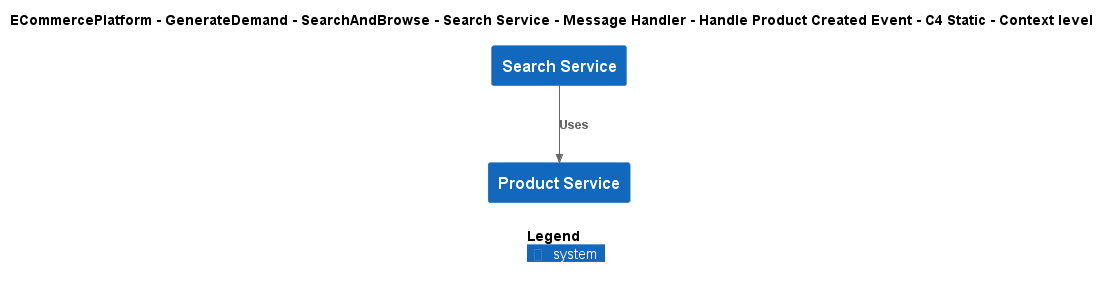 ECommercePlatform - GenerateDemand - SearchAndBrowse - Search Service - Message Handler - Handle Product Created Event - C4 Static - Context level
Search Service
Uses
Product Service
Legend
system